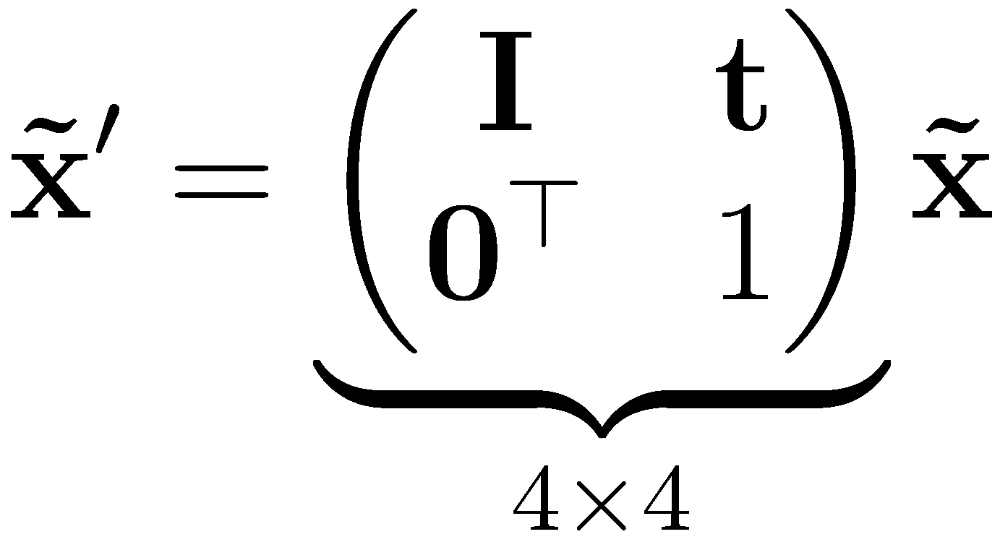 x̃′ = ( I t
0⊤ 1 ) x̃
4×4